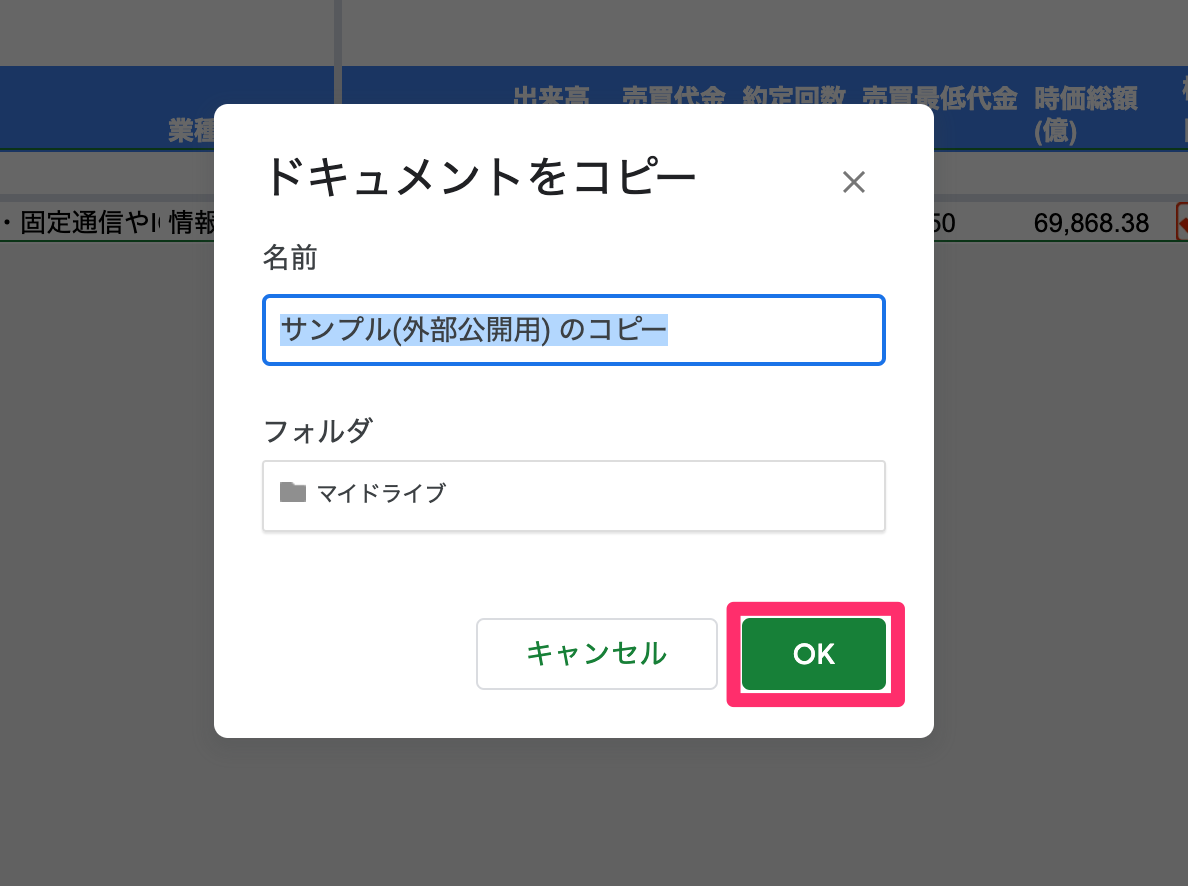 出来高 売買代金 約定回数 売買最低代金 時価総額
業種 (億)
・固定通信や 情報 50 69,868.38
ドキュメントをコピー
名前
サンプル(外部公開用) のコピー
フォルダ
マイドライブ
キャンセル OK